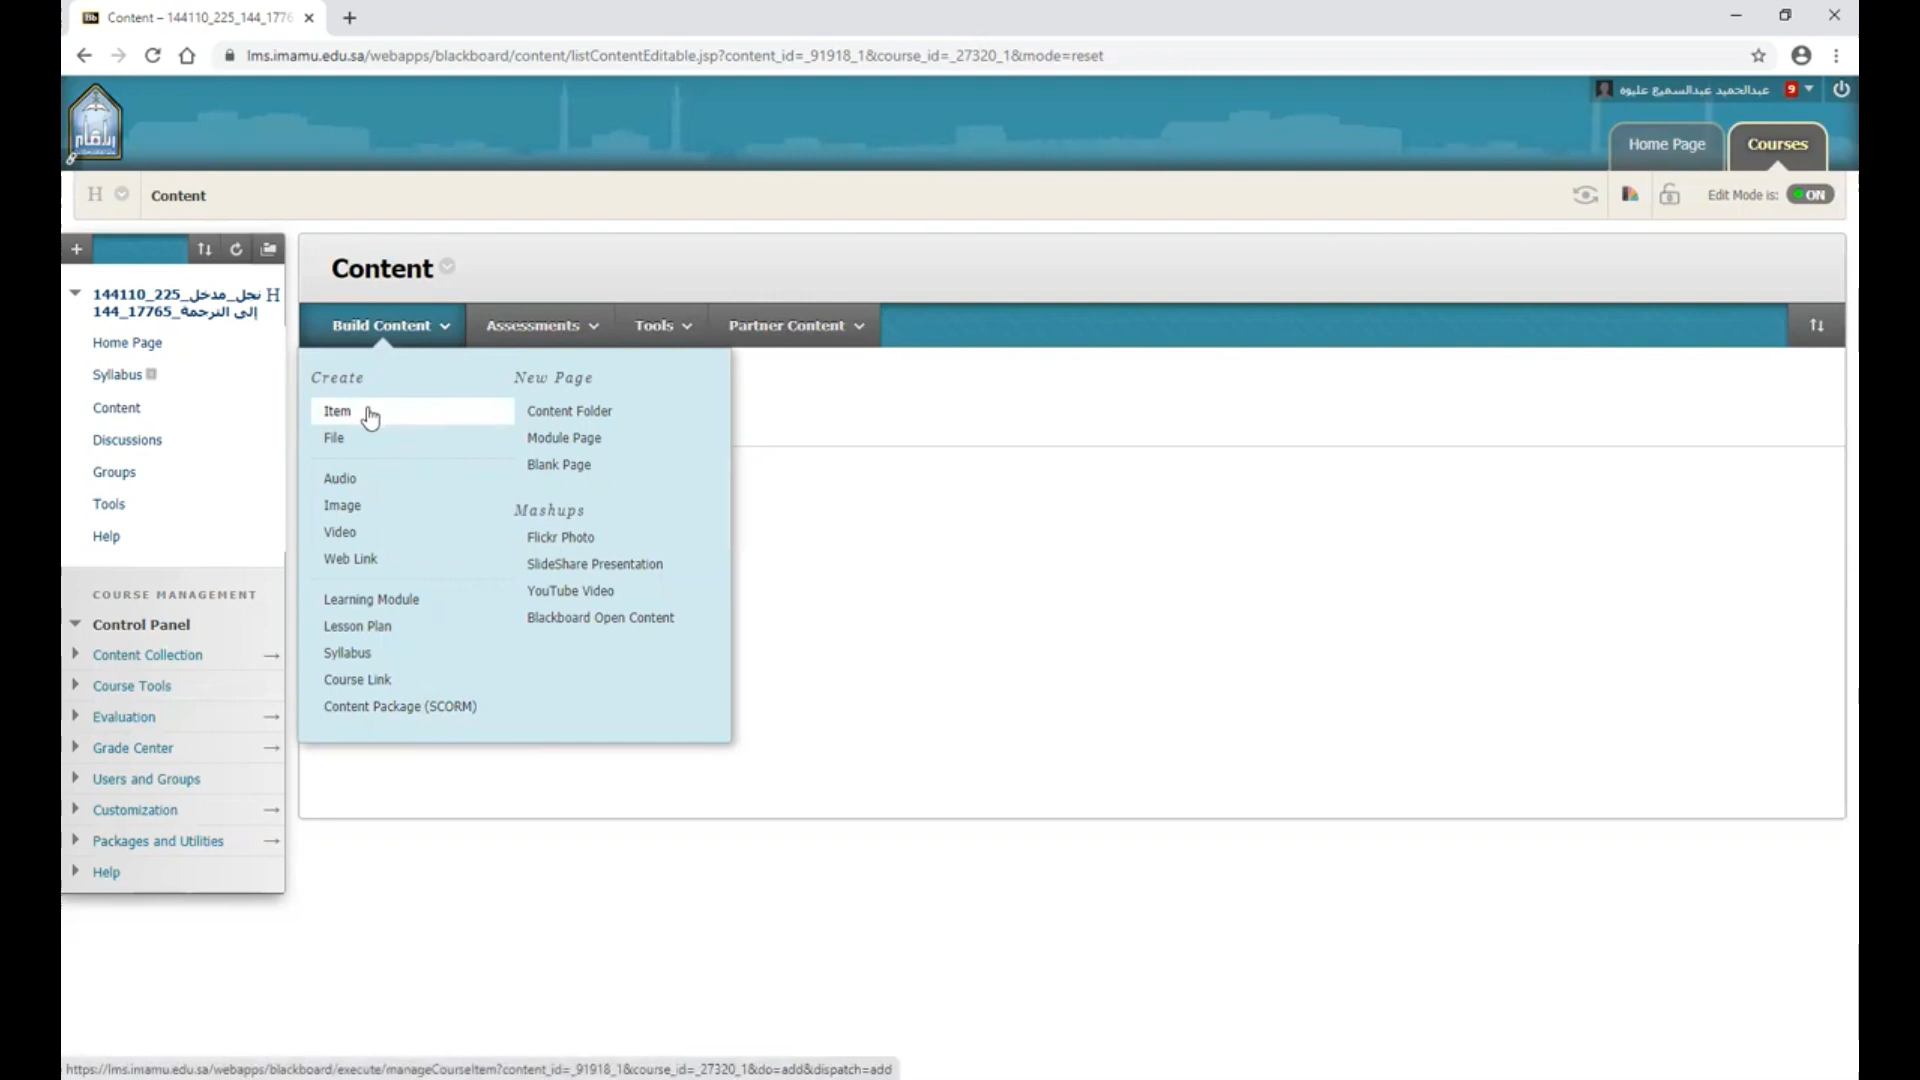 Content – 144110_225_144_1776
lms.imamu.edu.sa/webapps/blackboard/content/listContentEditable.jsp?content_id=_91918_1&course_id=_27320_1&mode=reset
عبدالحميد عبدالسميع عليوه
9
Home Page
Courses
H
Content
Edit Mode is:
ON
H نحل_مدخل_144110_225
إلى الترجمة_17765_144
Home Page
Syllabus
Content
Discussions
Groups
Tools
Help
COURSE MANAGEMENT
Control Panel
Content Collection
Course Tools
Evaluation
Grade Center
Users and Groups
Customization
Packages and Utilities
Help
Content
Build Content
Assessments
Tools
Partner Content
Create
Item
File
Audio
Image
Video
Web Link
Learning Module
Lesson Plan
Syllabus
Course Link
Content Package (SCORM)
New Page
Content Folder
Module Page
Blank Page
Mashups
Flickr Photo
SlideShare Presentation
YouTube Video
Blackboard Open Content
https://lms.imamu.edu.sa/webapps/blackboard/execute/manageCourseItem?content_id=_91918_1&course_id=_27320_1&do=add&dispatch=add